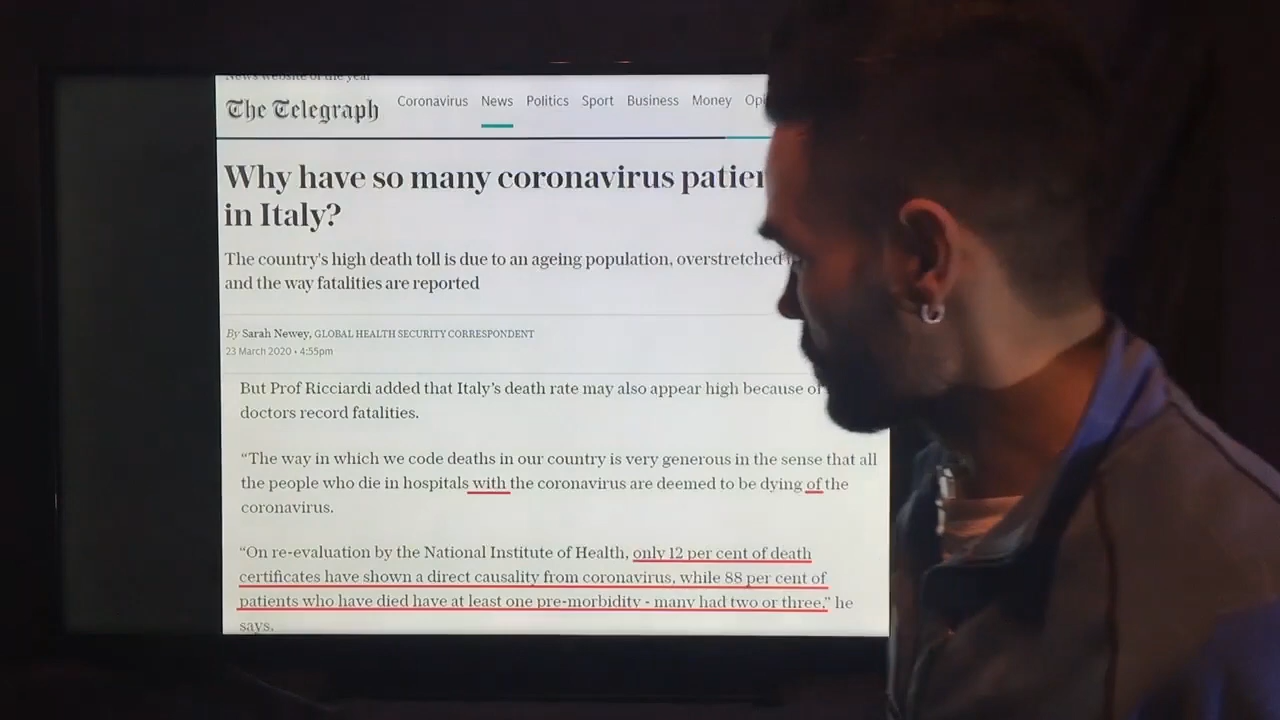 News website of the year
The Telegraph
Coronavirus News Politics Sport Business Money
Why have so many coronavirus
in Italy?
The country's high death toll is due to an ageing population, overstretched
and the way fatalities are reported
By Sarah Newey, GLOBAL HEALTH SECURITY CORRESPONDENT
23 March 2020 • 4:55pm
But Prof Ricciardi added that Italy's death rate may also appear high because of
doctors record fatalities.
“The way in which we code deaths in our country is very generous in the sense that all
the people who die in hospitals with the coronavirus are deemed to be dying of the
coronavirus.
“On re-evaluation by the National Institute of Health, only 12 per cent of death
certificates have shown a direct causality from coronavirus, while 88 per cent of
patients who have died have at least one pre-morbidity - many had two or three,” he
says.